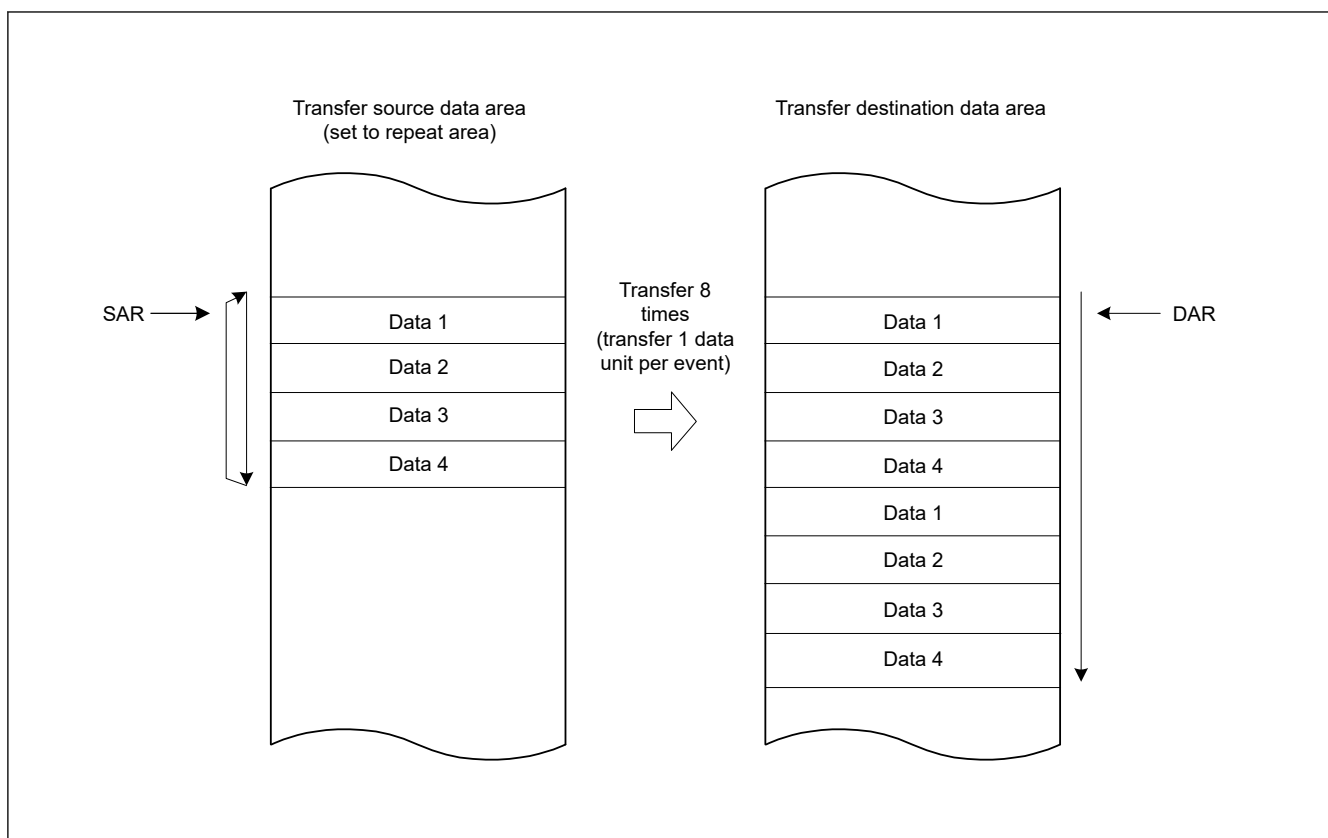 Transfer source data area
(set to repeat area)
Transfer destination data area
SAR
Data 1
Data 2
Data 3
Data 4
Transfer 8
times
(transfer 1 data
unit per event)
Data 1
Data 2
Data 3
Data 4
Data 1
Data 2
Data 3
Data 4
DAR